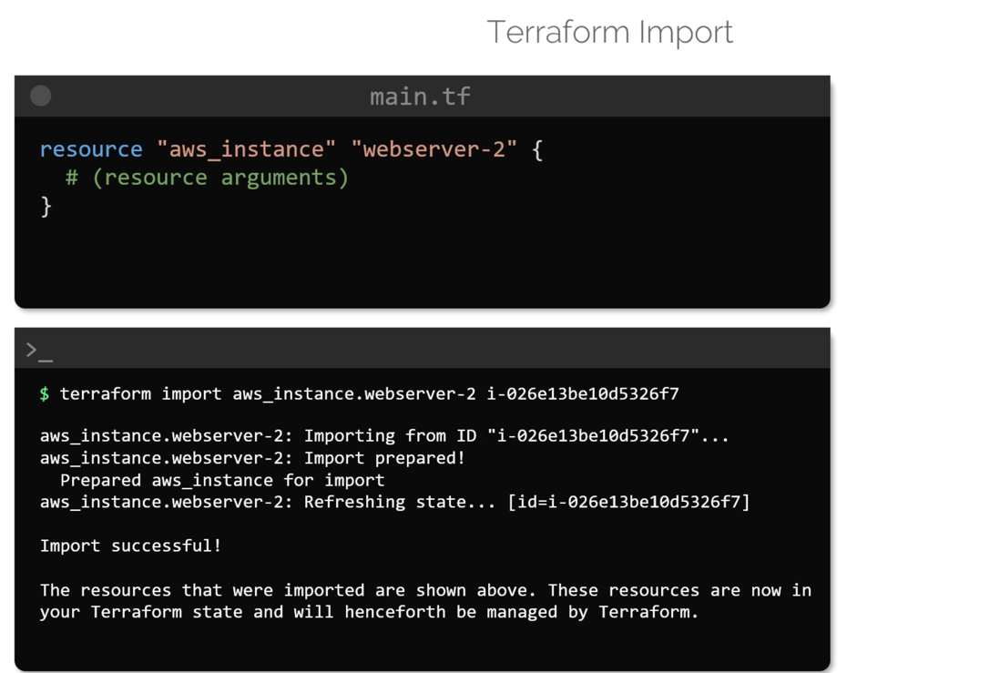 Terraform Import
main.tf
resource "aws_instance" "webserver-2" {
  # (resource arguments)
}
>_
$ terraform import aws_instance.webserver-2 i-026e13be10d5326f7
aws_instance.webserver-2: Importing from ID "i-026e13be10d5326f7"...
aws_instance.webserver-2: Import prepared!
  Prepared aws_instance for import
aws_instance.webserver-2: Refreshing state... [id=i-026e13be10d5326f7]
Import successful!
The resources that were imported are shown above. These resources are now in
your Terraform state and will henceforth be managed by Terraform.